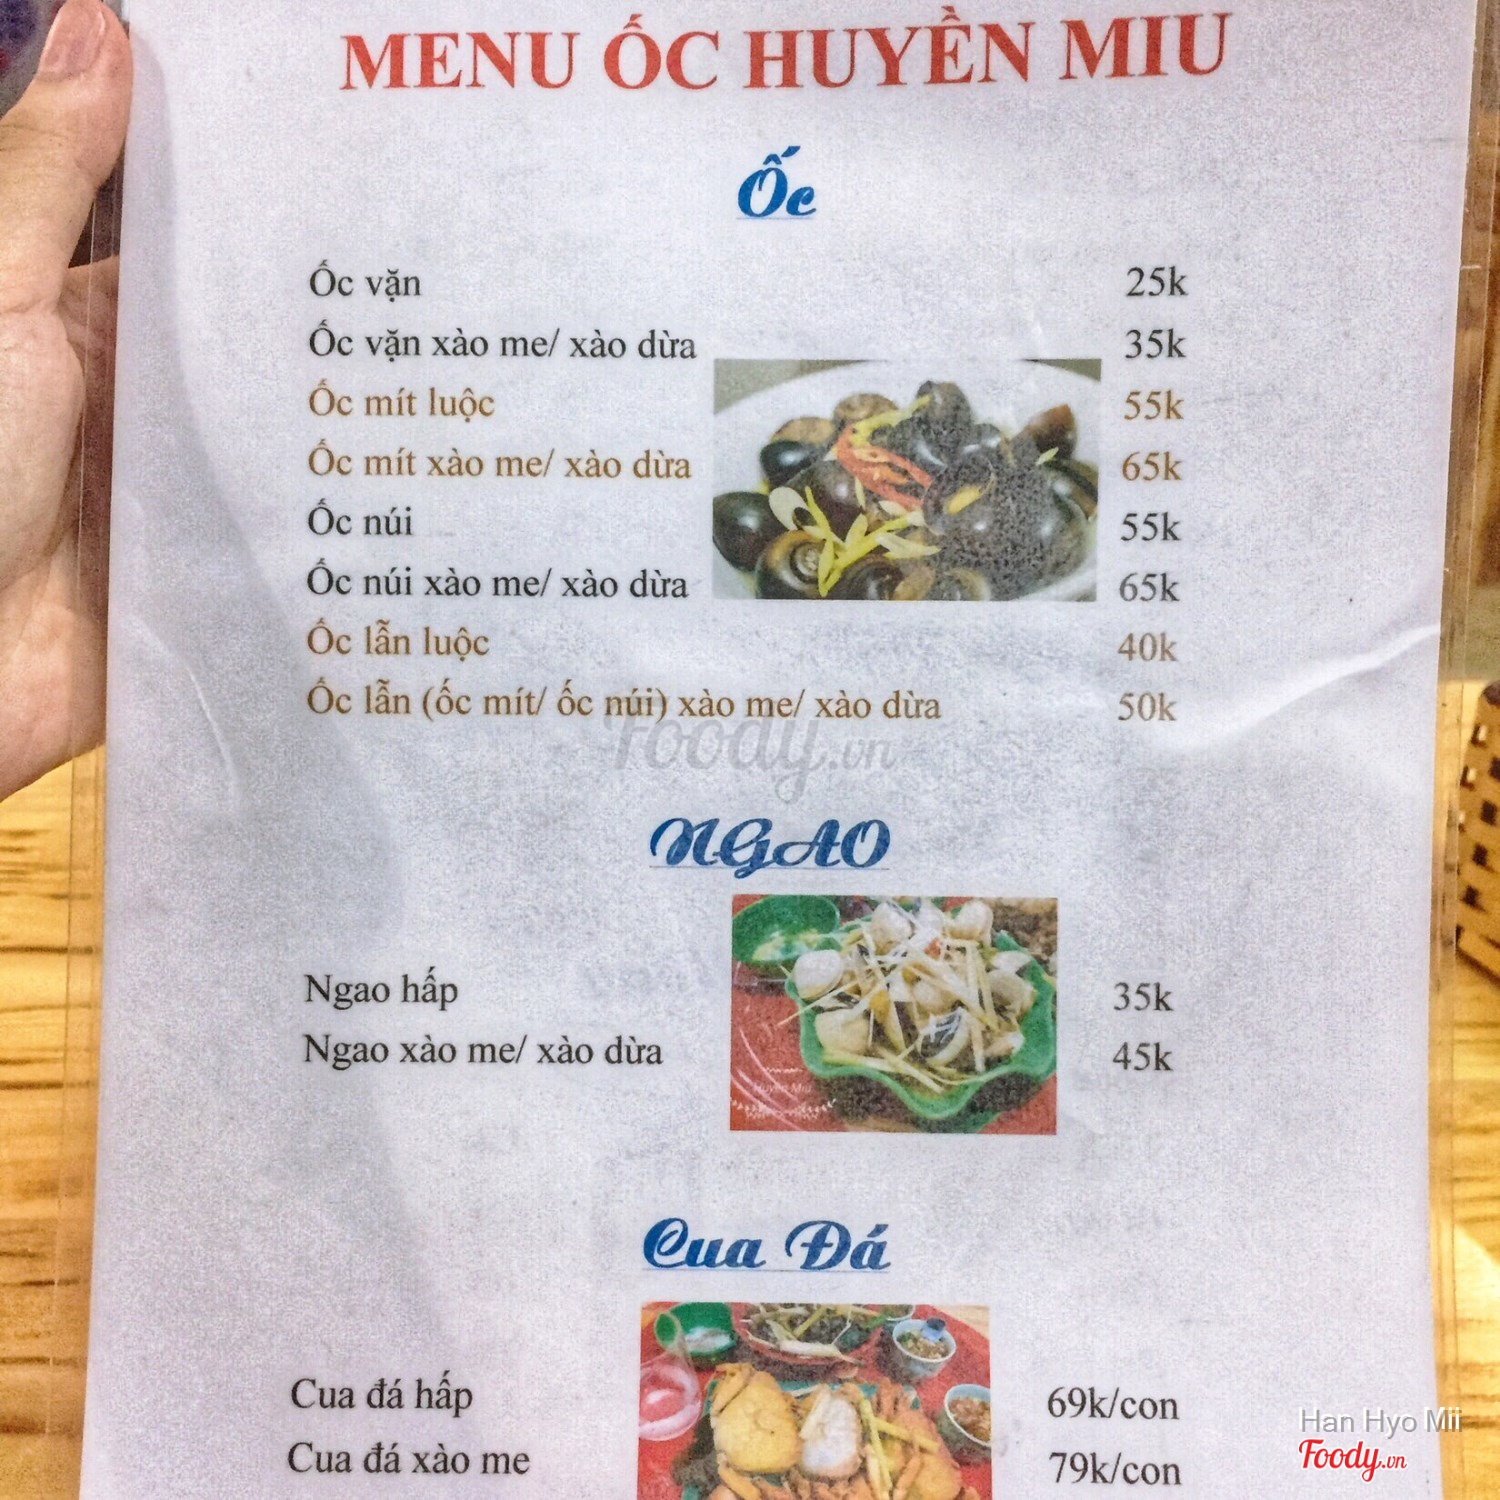 MENU ỐC HUYỀN MIU
Ốc
Ốc vặn 25k
Ốc vặn xào me/ xào dừa 35k
Ốc mít luộc 55k
Ốc mít xào me/ xào dừa 65k
Ốc núi 55k
Ốc núi xào me/ xào dừa 65k
Ốc lẫn luộc 40k
Ốc lẫn (ốc mít/ ốc núi) xào me/ xào dừa 50k
Foody.vn
NGAO
Ngao hấp 35k
Ngao xào me/ xào dừa 45k
Huyền Miu
Cua Đá
Cua đá hấp 69k/con
Cua đá xào me 79k/con
Han Hyo Mii
Foody.vn